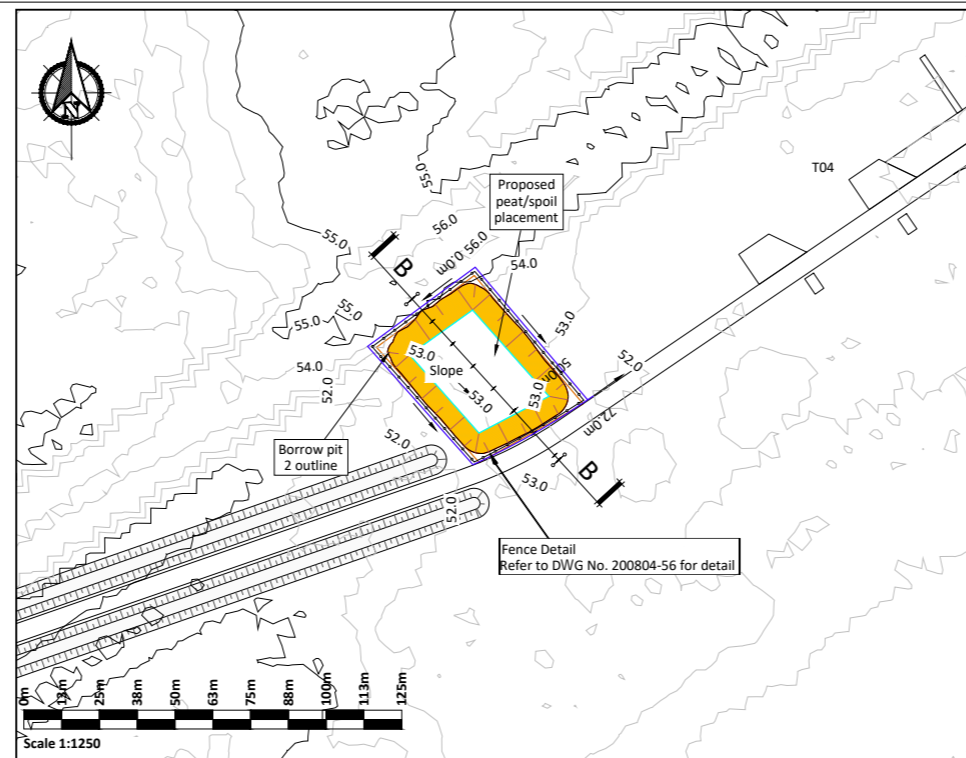 N
T04
Proposed
peat/spoil
placement
55.0
56.0
55.0
56.0
0.0m
B
54.0
55.0
55.0
53.0
54.0
52.0
53.0
Slope
53.0
53.0
52.0
72.0m
52.0
Borrow pit
2 outline
B
53.0
52.0
Fence Detail
Refer to DWG No. 200804-56 for detail
0m 13m 25m 38m 50m 63m 75m 88m 100m 113m 125m
Scale 1:1250